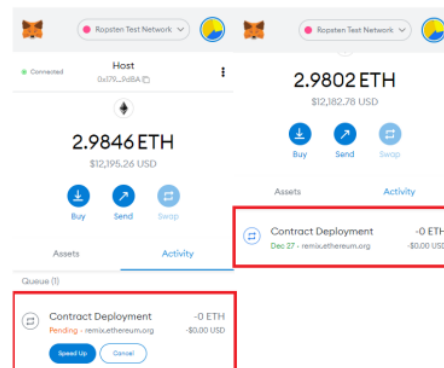 Ropsten Test Network
Connected
Host
0x179...9d8A
2.9846 ETH
$12,195.26 USD
Buy
Send
Swap
Assets
Activity
Queue (1)
Contract Deployment
-0 ETH
Pending - remix.ethereum.org
-$0.00 USD
Speed Up
Cancel
Ropsten Test Network
2.9802 ETH
$12,182.78 USD
Buy
Send
Swap
Assets
Activity
Contract Deployment
-0 ETH
Dec 27 - remix.ethereum.org
-$0.00 USD